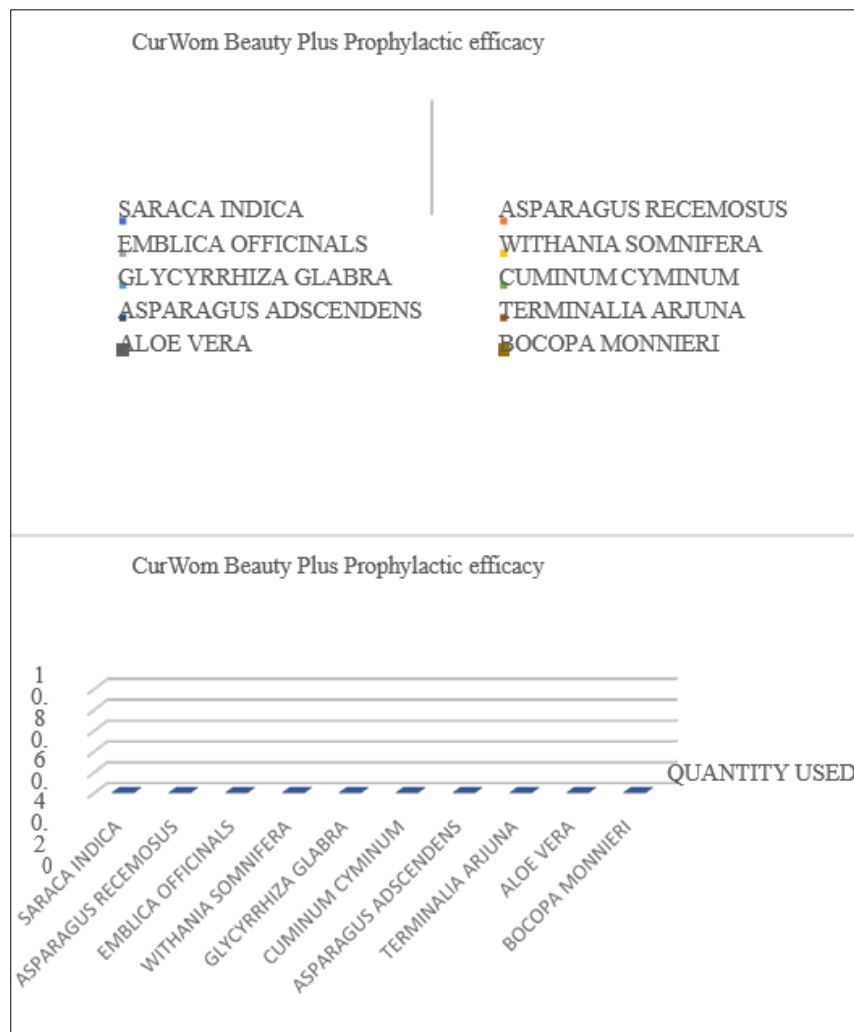 CurWom Beauty Plus Prophylactic efficacy
SARACA INDICA
ASPARAGUS RECEMOSUS
EMBLICA OFFICINALS
WITHANIA SOMNIFERA
GLYCYRRHIZA GLABRA
CUMINUM CYMINUM
ASPARAGUS ADSCENDENS
TERMINALIA ARJUNA
ALOE VERA
BOCOPA MONNIERI
CurWom Beauty Plus Prophylactic efficacy
1
0.
8
0.
6
0.
4
0.
2
0
QUANTITY USED
SARACA INDICA
ASPARAGUS RECEMOSUS
EMBLICA OFFICINALS
WITHANIA SOMNIFERA
GLYCYRRHIZA GLABRA
CUMINUM CYMINUM
ASPARAGUS ADSCENDENS
TERMINALIA ARJUNA
ALOE VERA
BOCOPA MONNIERI